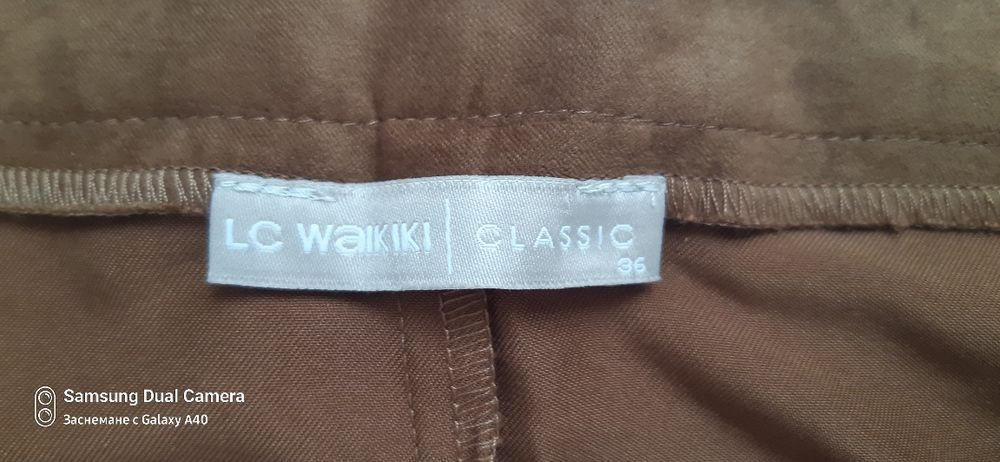 LC Waikiki | CLASSIC
36
Samsung Dual Camera
Заснемане с Galaxy A40